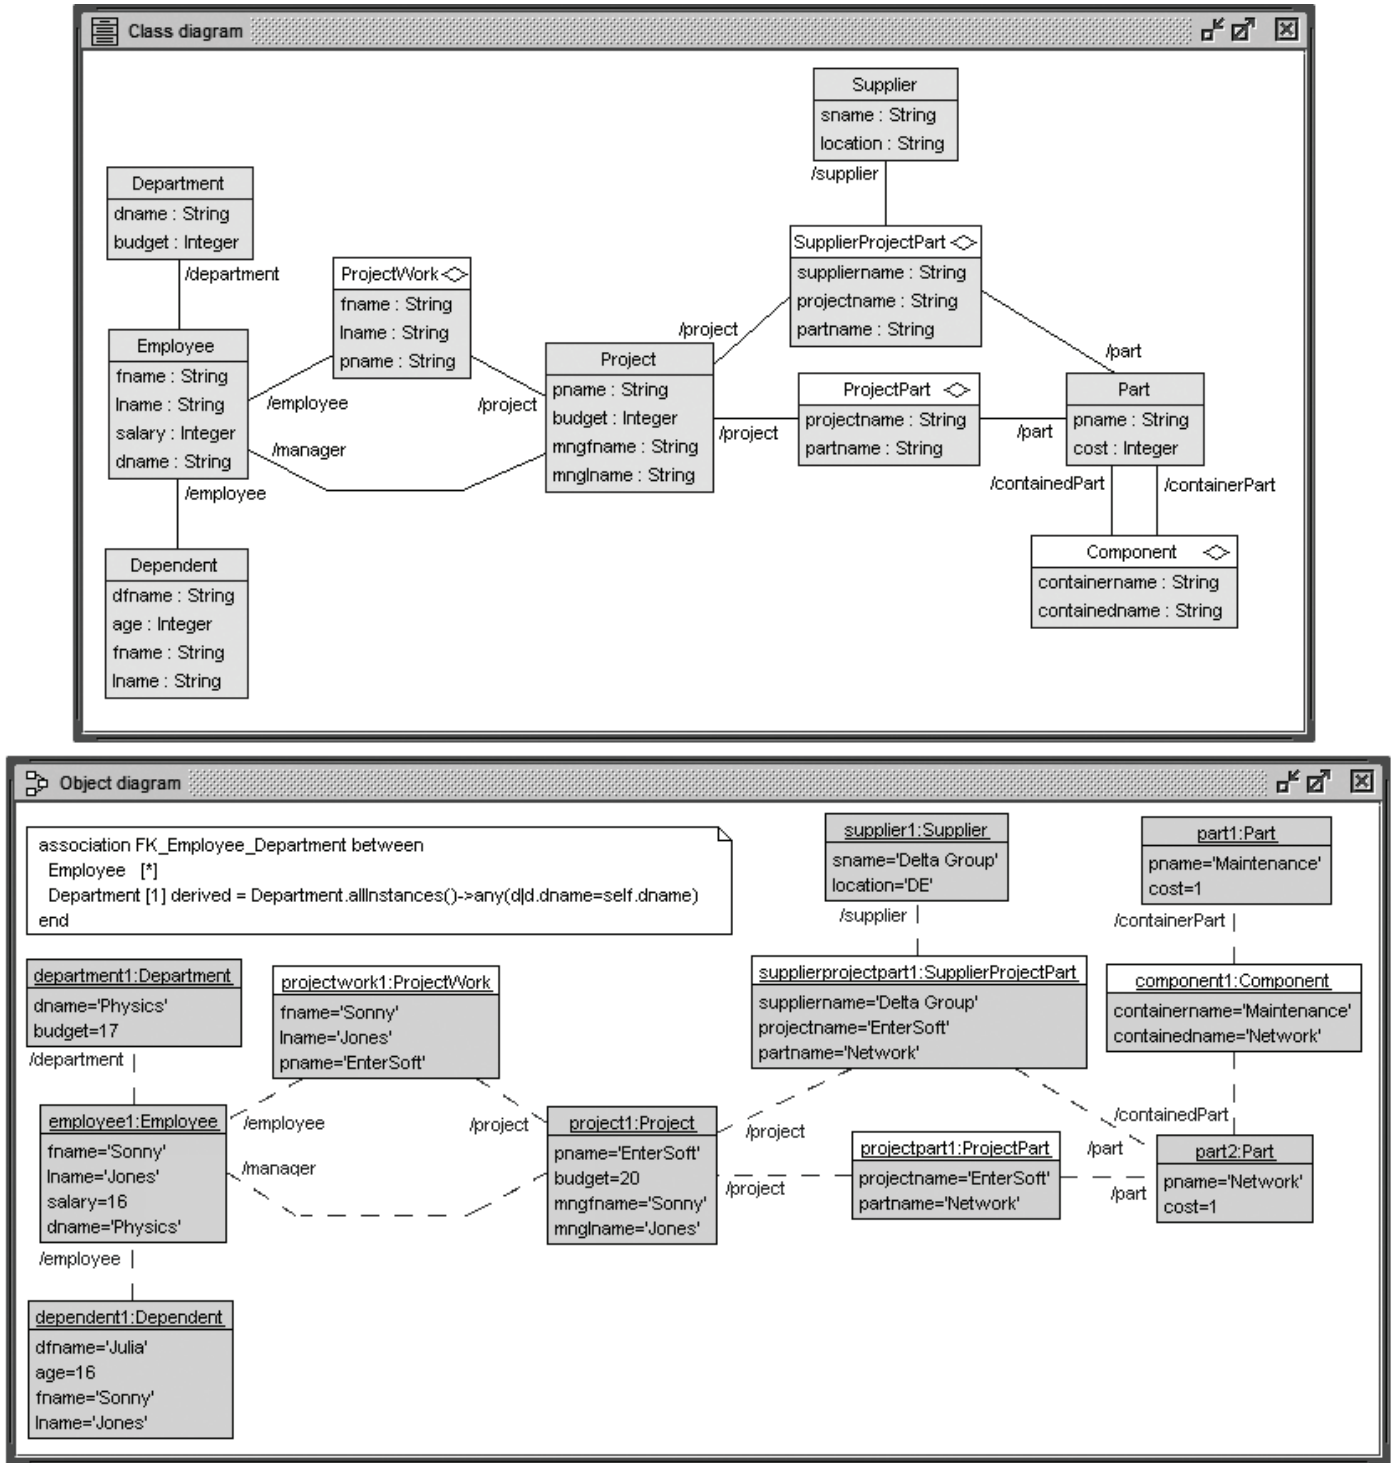 Class diagram
Supplier
sname : String
location : String
/supplier
Department
dname : String
budget : Integer
/department
SupplierProjectPart
suppliername : String
projectname : String
partname : String
ProjectWork
fname : String
lname : String
pname : String
/employee
/project
/project
/part
Employee
fname : String
lname : String
salary : Integer
dname : String
/manager
/employee
Project
pname : String
budget : Integer
mngfname : String
mnglname : String
/project
ProjectPart
projectname : String
partname : String
/part
Part
pname : String
cost : Integer
/containedPart
/containerPart
Dependent
dfname : String
age : Integer
fname : String
lname : String
Component
containername : String
containedname : String
Object diagram
association FK_Employee_Department between
Employee [*]
Department [1] derived = Department.allInstances()->any(d|d.dname=self.dname)
end
supplier1:Supplier
sname='Delta Group'
location='DE'
/supplier
part1:Part
pname='Maintenance'
cost=1
/containerPart
department1:Department
dname='Physics'
budget=17
/department
projectwork1:ProjectWork
fname='Sonny'
lname='Jones'
pname='EnterSoft'
/employee
/project
supplierprojectpart1:SupplierProjectPart
suppliername='Delta Group'
projectname='EnterSoft'
partname='Network'
/project
/part
component1:Component
containername='Maintenance'
containedname='Network'
/containedPart
employee1:Employee
fname='Sonny'
lname='Jones'
salary=16
dname='Physics'
/manager
/employee
project1:Project
pname='EnterSoft'
budget=20
mngfname='Sonny'
mnglname='Jones'
/project
projectpart1:ProjectPart
projectname='EnterSoft'
partname='Network'
/part
part2:Part
pname='Network'
cost=1
dependent1:Dependent
dfname='Julia'
age=16
fname='Sonny'
lname='Jones'